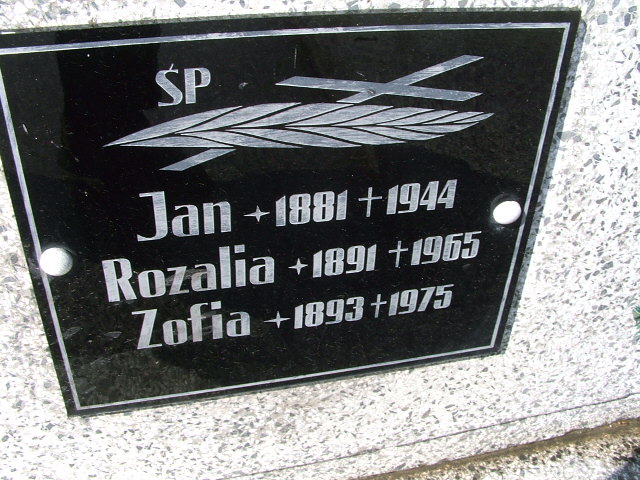 ŚP
Jan ✦ 1881 † 1944
Rozalia ✦ 1891 † 1965
Zofia ✦ 1893 † 1975